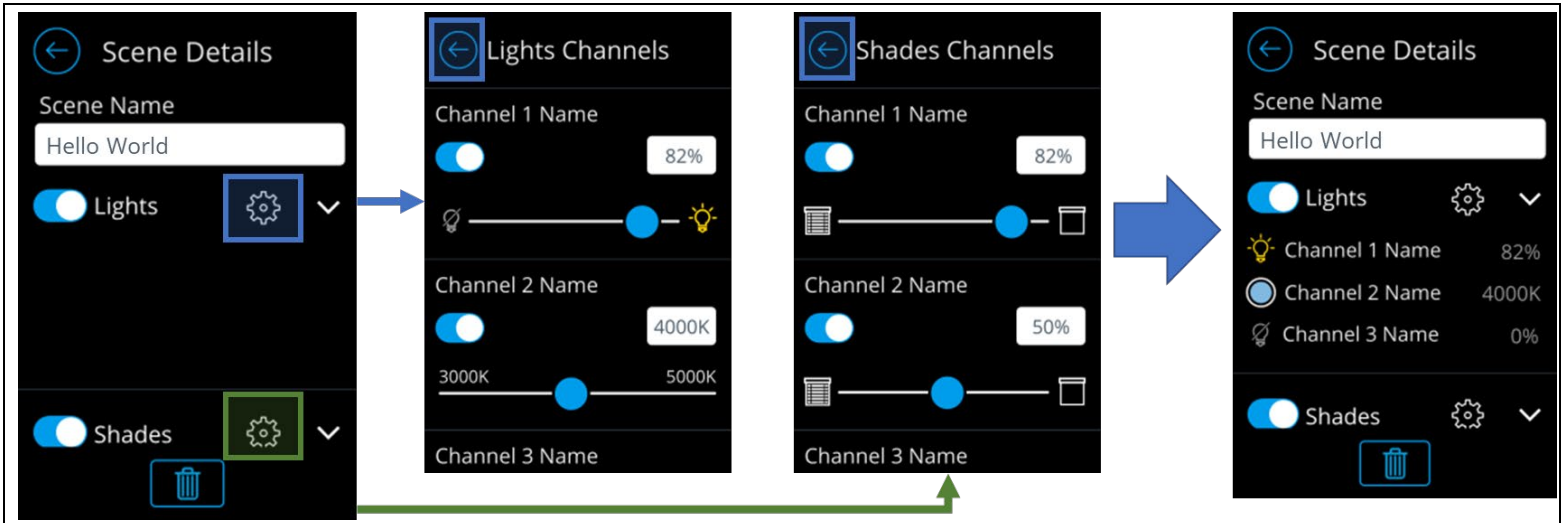 Scene Details
Scene Name
Hello World
Lights
Shades
Lights Channels
Channel 1 Name
82%
Channel 2 Name
4000K
3000K 5000K
Channel 3 Name
Shades Channels
Channel 1 Name
82%
Channel 2 Name
50%
Channel 3 Name
Scene Details
Scene Name
Hello World
Lights
Channel 1 Name 82%
Channel 2 Name 4000K
Channel 3 Name 0%
Shades